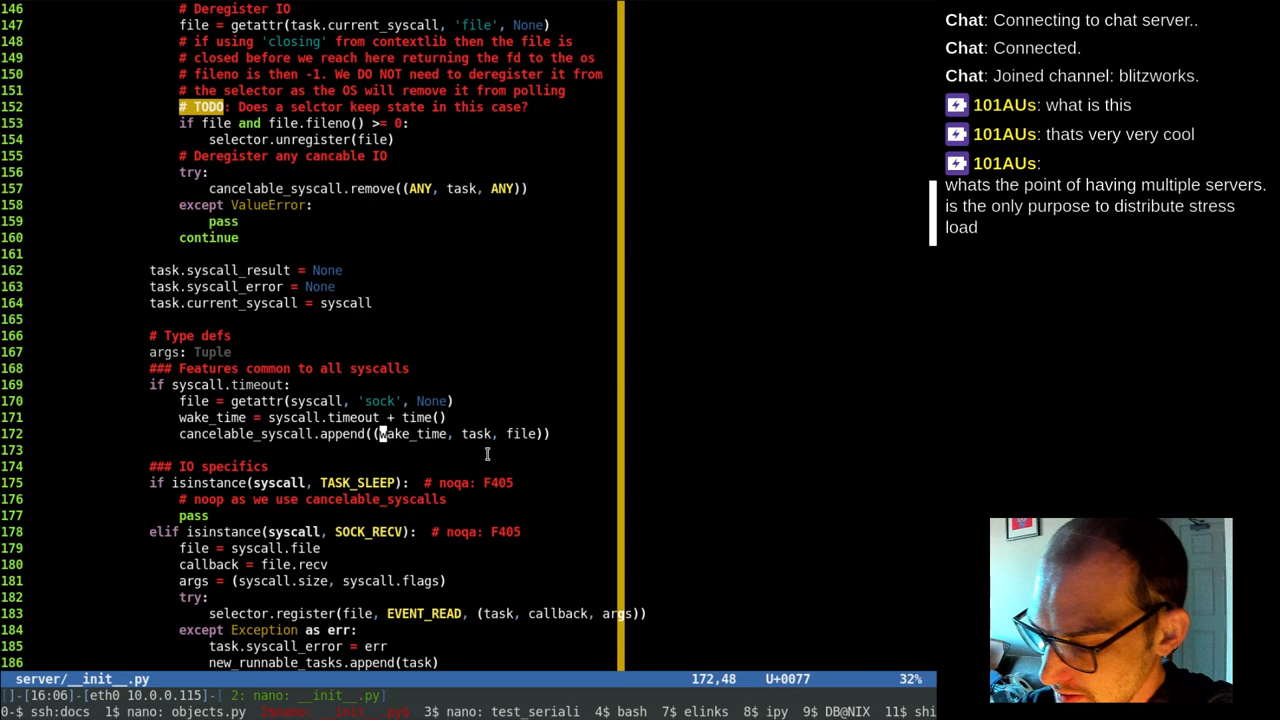 146 # Deregister IO
147 file = getattr(task.current_syscall, 'file', None)
148 # if using 'closing' from contextlib then the file is
149 # closed before we reach here returning the fd to the os
150 # fileno is then -1. We DO NOT need to deregister it from
151 # the selector as the OS will remove it from polling
152 # TODO: Does a selctor keep state in this case?
153 if file and file.fileno() >= 0:
154 selector.unregister(file)
155 # Deregister any cancable IO
156 try:
157 cancelable_syscall.remove((ANY, task, ANY))
158 except ValueError:
159 pass
160 continue
161
162 task.syscall_result = None
163 task.syscall_error = None
164 task.current_syscall = syscall
165
166 # Type defs
167 args: Tuple
168 ### Features common to all syscalls
169 if syscall.timeout:
170 file = getattr(syscall, 'sock', None)
171 wake_time = syscall.timeout + time()
172 cancelable_syscall.append((wake_time, task, file))
173
174 ### IO specifics
175 if isinstance(syscall, TASK_SLEEP): # noqa: F405
176 # noop as we use cancelable_syscalls
177 pass
178 elif isinstance(syscall, SOCK_RECV): # noqa: F405
179 file = syscall.file
180 callback = file.recv
181 args = (syscall.size, syscall.flags)
182 try:
183 selector.register(file, EVENT_READ, (task, callback, args))
184 except Exception as err:
185 task.syscall_error = err
186 new_runnable_tasks.append(task)
server/__init__.py 172,48 U+0077 32%
[]-[16:06]-[eth0 10.0.0.115]-[ 2: nano: __init__.py]
0-$ ssh:docs 1$ nano: objects.py 2$nano: __init__.py* 3$ nano: test_seriali 4$ bash 7$ elinks 8$ ipy 9$ DB@NIX 11$ shi
Chat: Connecting to chat server..
Chat: Connected.
Chat: Joined channel: blitzworks.
101AUs: what is this
101AUs: thats very very cool
101AUs:
whats the point of having multiple servers.
is the only purpose to distribute stress
load